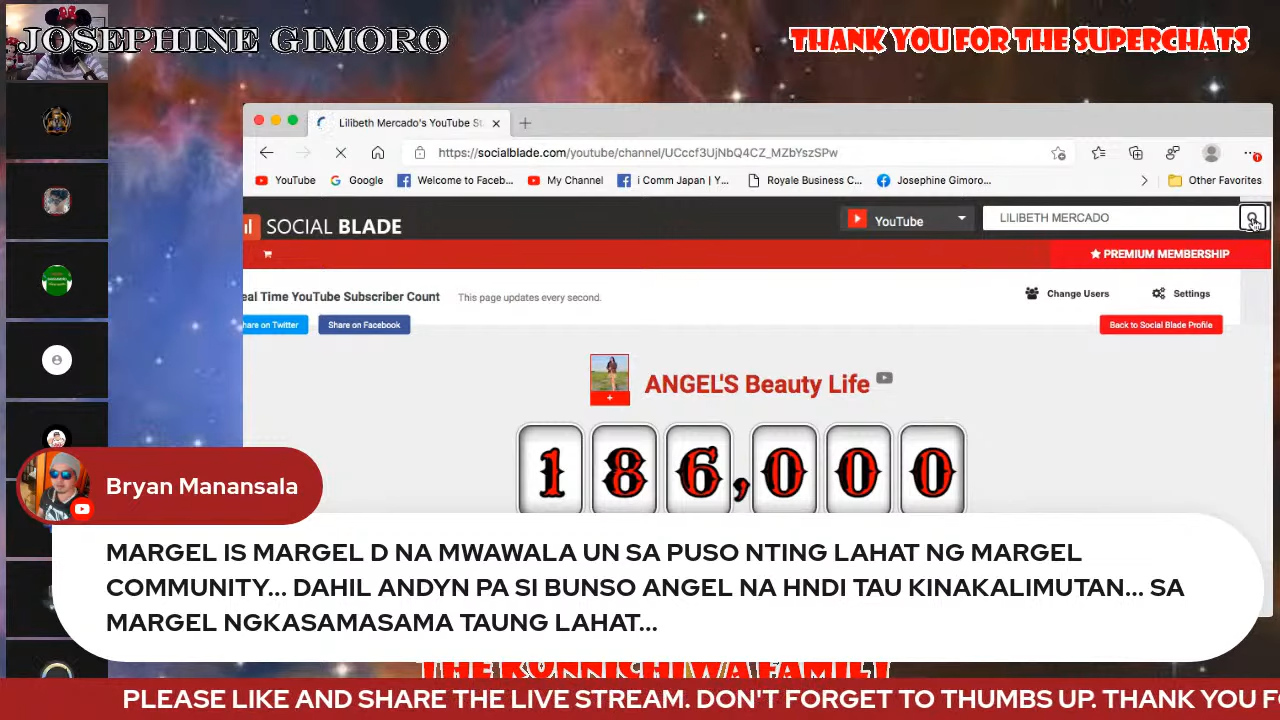 JOSEPHINE GIMORO
THANK YOU FOR THE SUPERCHATS
Lilibeth Mercado's YouTube St
https://socialblade.com/youtube/channel/UCccf3UjNbQ4CZ_MZbYszSPw
YouTube
Google
Welcome to Faceb...
My Channel
i Comm Japan | Y...
Royale Business C...
Josephine Gimoro...
Other Favorites
SOCIAL BLADE
YouTube
LILIBETH MERCADO
PREMIUM MEMBERSHIP
eal Time YouTube Subscriber Count
This page updates every second.
Change Users
Settings
hare on Twitter
Share on Facebook
Back to Social Blade Profile
ANGEL'S Beauty Life
186,000
Bryan Manansala
MARGEL IS MARGEL D NA MWAWALA UN SA PUSO NTING LAHAT NG MARGEL
COMMUNITY... DAHIL ANDYN PA SI BUNSO ANGEL NA HNDI TAU KINAKALIMUTAN... SA
MARGEL NGKASAMASAMA TAUNG LAHAT...
THE KONNICHIWA FAMILY
PLEASE LIKE AND SHARE THE LIVE STREAM. DON'T FORGET TO THUMBS UP. THANK YOU FO